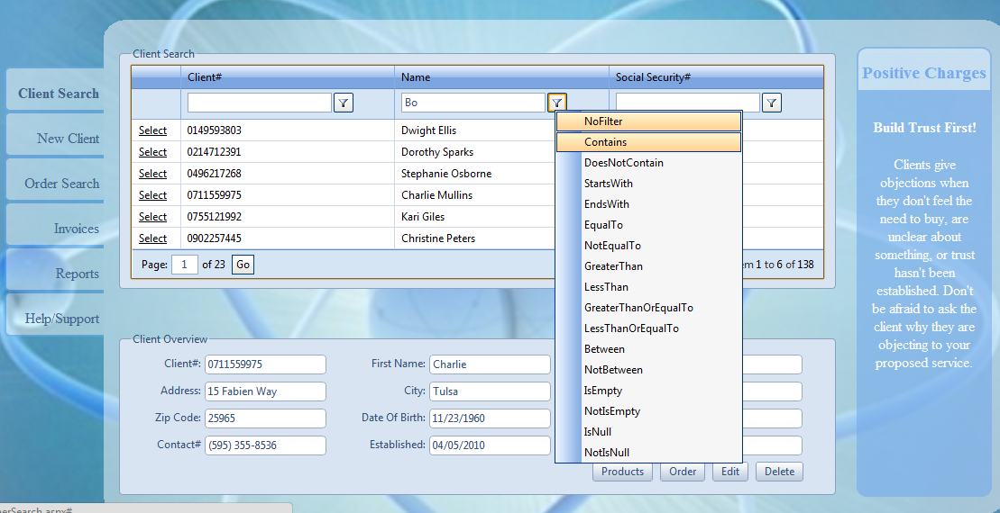 Client Search
New Client
Order Search
Invoices
Reports
Help/Support
Client Search
Client# Name Social Security#
Bo
Select 0149593803 Dwight Ellis
Select 0214712391 Dorothy Sparks
Select 0496217268 Stephanie Osborne
Select 0711559975 Charlie Mullins
Select 0755121992 Kari Giles
Select 0902257445 Christine Peters
Page: 1 of 23 Go
1 to 6 of 138
NoFilter
Contains
DoesNotContain
StartsWith
EndsWith
EqualTo
NotEqualTo
GreaterThan
LessThan
GreaterThanOrEqualTo
LessThanOrEqualTo
Between
NotBetween
IsEmpty
NotIsEmpty
IsNull
NotIsNull
Client Overview
Client#: 0711559975 First Name: Charlie
Address: 15 Fabien Way City: Tulsa
Zip Code: 25965 Date Of Birth: 11/23/1960
Contact# (595) 355-8536 Established: 04/05/2010
Products Order Edit Delete
Positive Charges
Build Trust First!
Clients give
objections when
they don't feel the
need to buy, are
unclear about
something, or trust
hasn't been
established. Don't
be afraid to ask the
client why they are
objecting to your
proposed service.